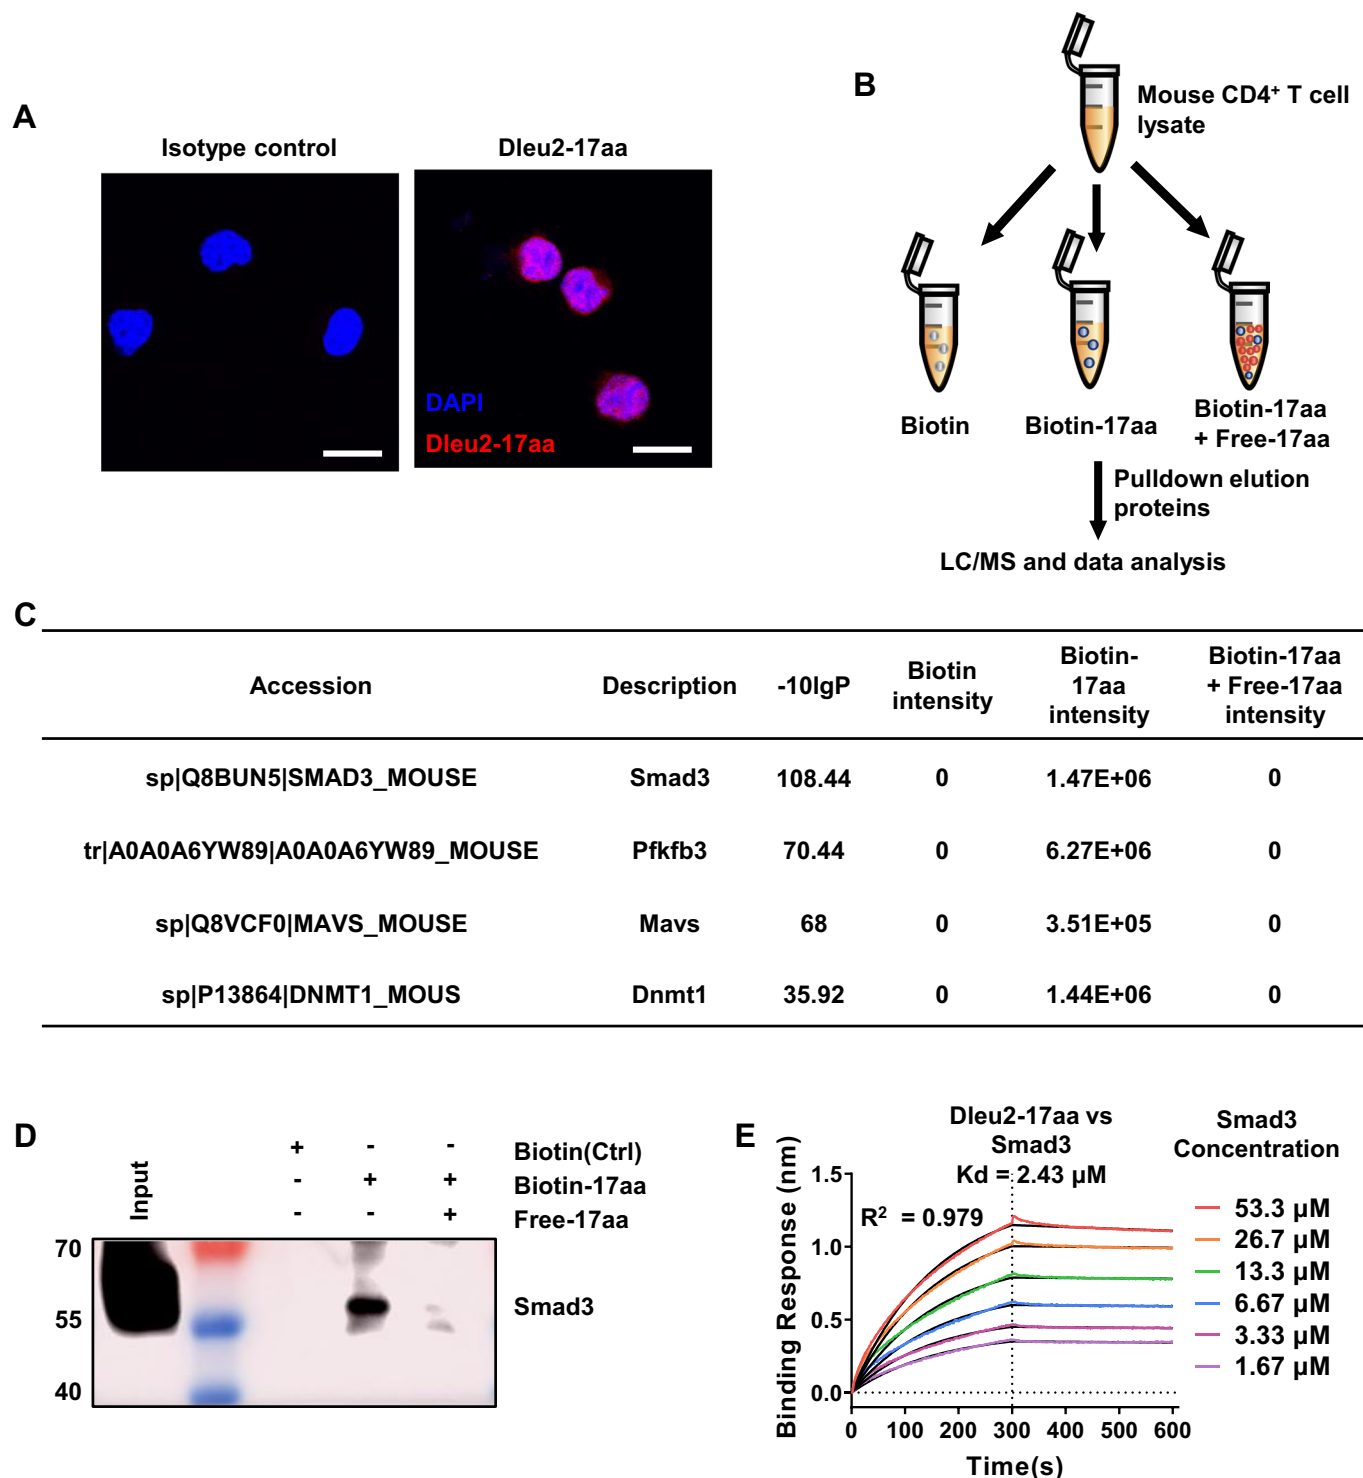 A
Isotype control
Dleu2-17aa
DAPI
Dleu2-17aa
B
Mouse CD4⁺ T cell
lysate
Biotin
Biotin-17aa
Biotin-17aa
+ Free-17aa
Pulldown elution
proteins
LC/MS and data analysis
C
Accession Description -10lgP Biotin intensity Biotin-17aa intensity Biotin-17aa + Free-17aa intensity
sp|Q8BUN5|SMAD3_MOUSE Smad3 108.44 0 1.47E+06 0
tr|A0A0A6YW89|A0A0A6YW89_MOUSE Pfkfb3 70.44 0 6.27E+06 0
sp|Q8VCF0|MAVS_MOUSE Mavs 68 0 3.51E+05 0
sp|P13864|DNMT1_MOUS Dnmt1 35.92 0 1.44E+06 0
D
Input
+ - - Biotin(Ctrl)
- + + Biotin-17aa
- - + Free-17aa
70
55
40
Smad3
E
Dleu2-17aa vs
Smad3
Kd = 2.43 µM
R² = 0.979
Smad3
Concentration
53.3 µM
26.7 µM
13.3 µM
6.67 µM
3.33 µM
1.67 µM
Binding Response (nm)
1.5
1.0
0.5
0.0
0 100 200 300 400 500 600
Time(s)